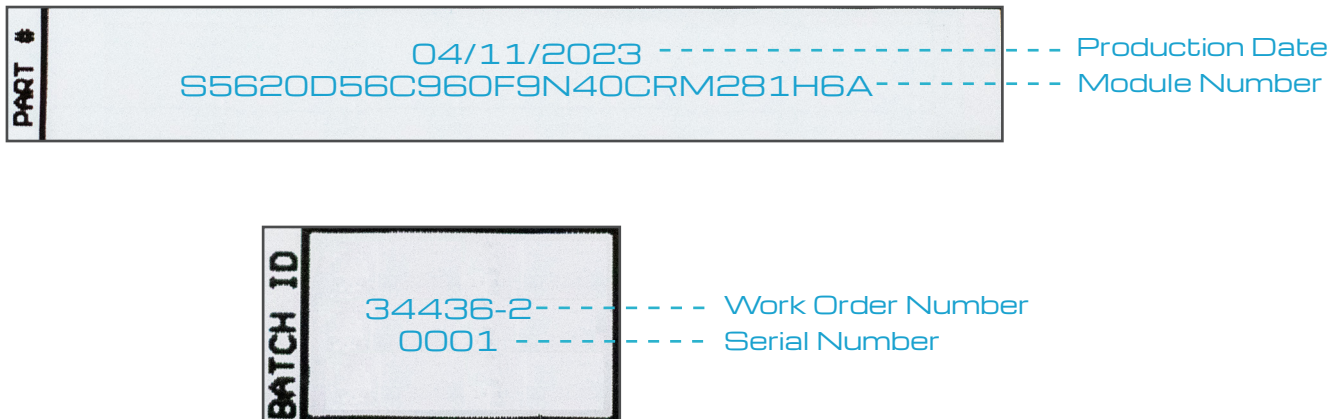 PART #
04/11/2023
Production Date
S5620D56C960F9N40CRM281H6A
Module Number
BATCH ID
34436-2
Work Order Number
0001
Serial Number